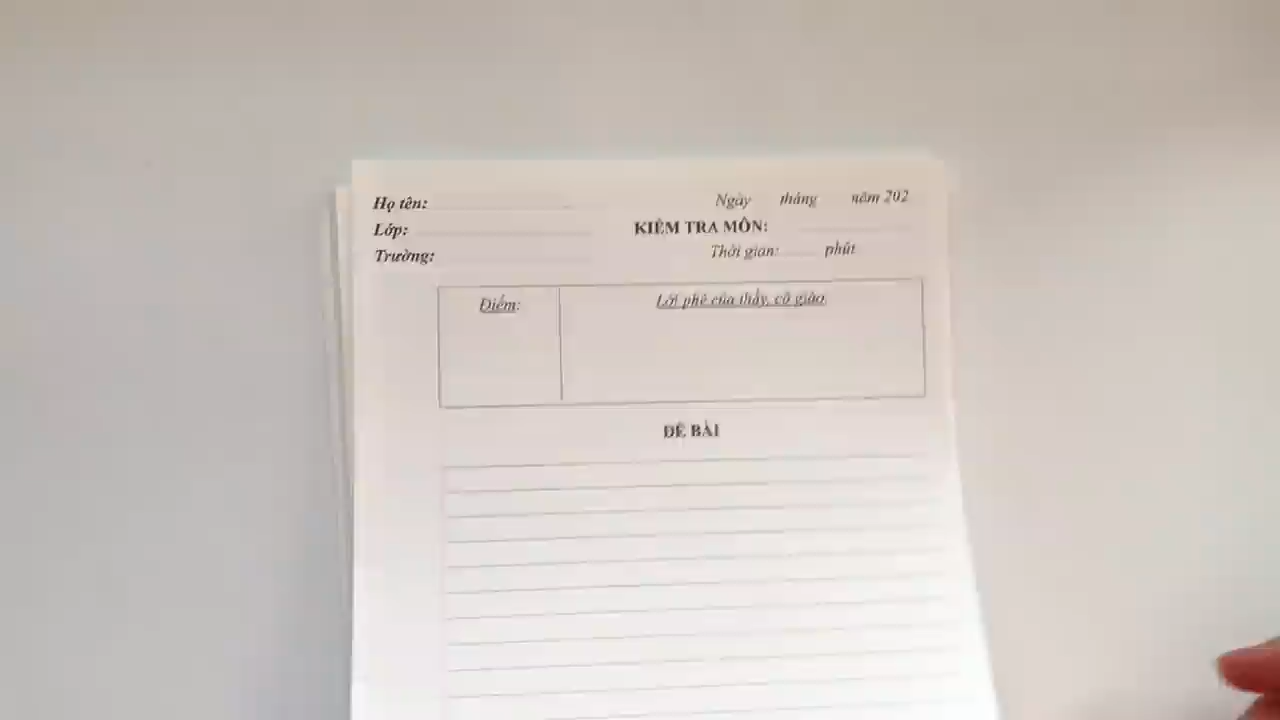 Họ tên:
Ngày tháng năm 202
Lớp:
KIỂM TRA MÔN:
Trường:
Thời gian: ...... phút
Điểm:
Lời phê của thầy, cô giáo
ĐỀ BÀI